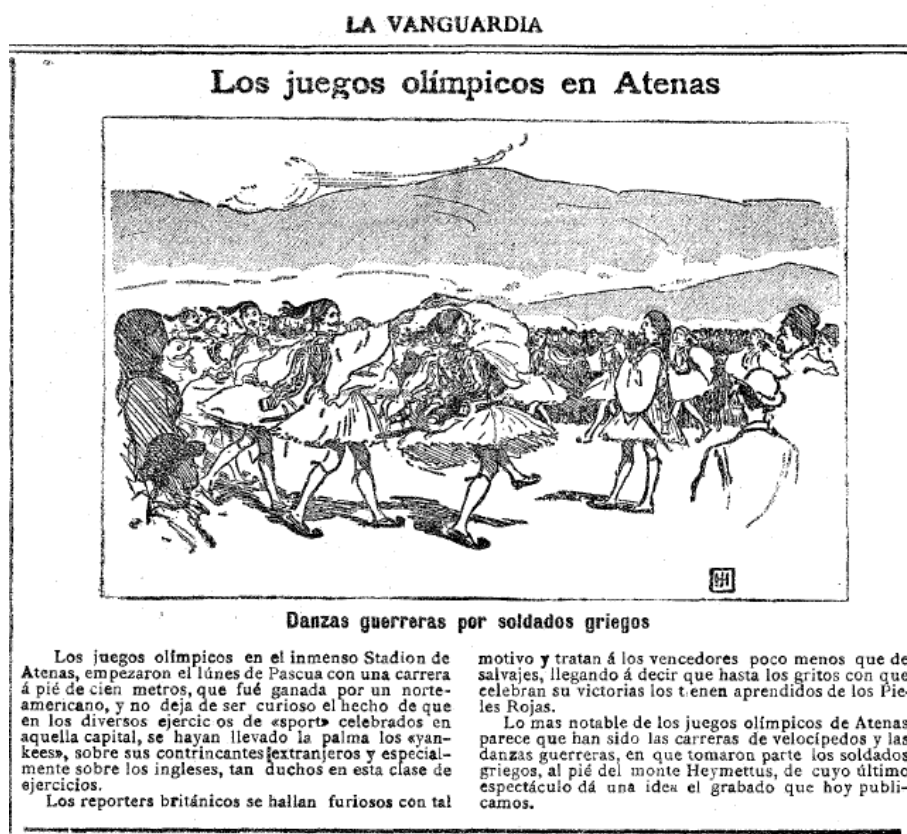 LA VANGUARDIA
Los juegos olímpicos en Atenas
Danzas guerreras por soldados griegos
Los juegos olímpicos en el inmenso Stadion de
Atenas, empezaron el lúnes de Pascua con una carrera
á pié de cien metros, que fué ganada por un norte-
americano, y no deja de ser curioso el hecho de que
en los diversos ejercicios de «sport» celebrados en
aquella capital, se hayan llevado la palma los «yan-
kees», sobre sus contrincantes extranjeros y especial-
mente sobre los ingleses, tan duchos en esta clase de
ejercicios.
Los reporters británicos se hallan furiosos con tal
motivo y tratan á los vencedores poco menos que de
salvajes, llegando á decir que hasta los gritos con que
celebran su victorias los tienen aprendidos de los Pie-
les Rojas.
Lo mas notable de los juegos olímpicos de Atenas
parece que han sido las carreras de velocípedos y las
danzas guerreras, en que tomaron parte los soldados
griegos, al pié del monte Heymettus, de cuyo último
espectáculo dá una idea el grabado que hoy publi-
camos.